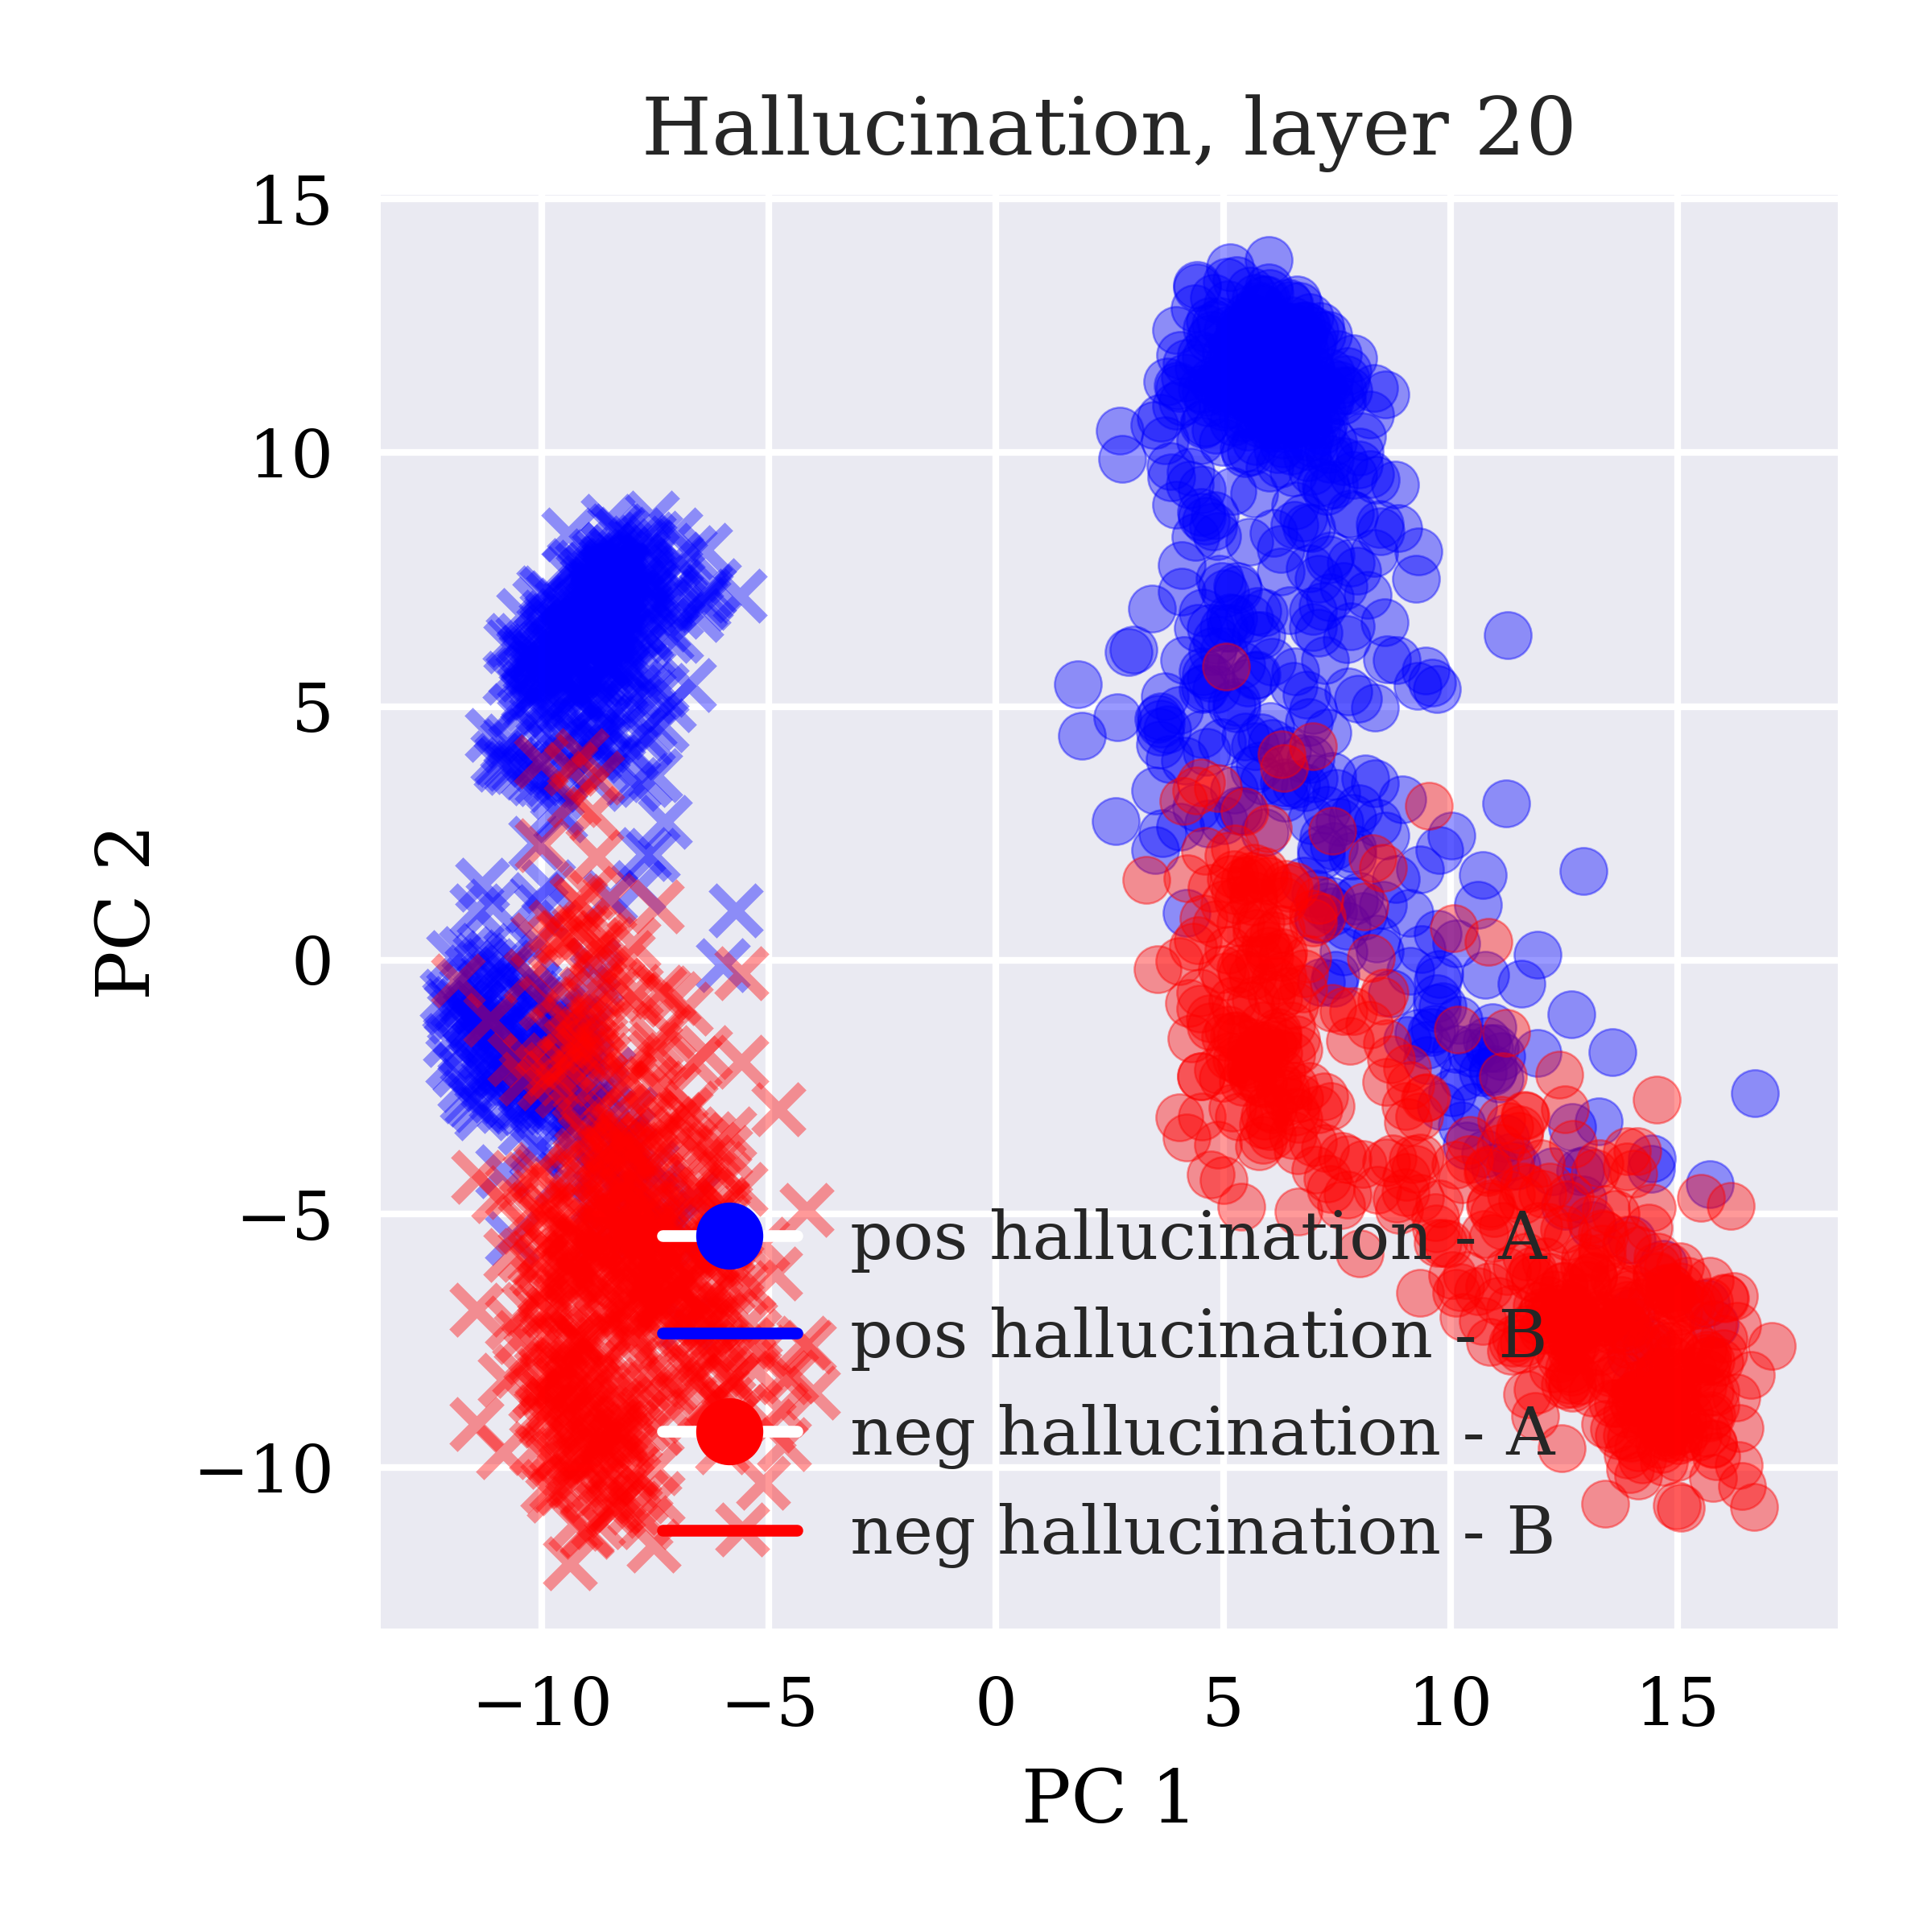 Hallucination, layer 20
15
10
5
0
−5
−10
PC 2
pos hallucination - A
pos hallucination - B
neg hallucination - A
neg hallucination - B
−10 −5 0 5 10 15
PC 1